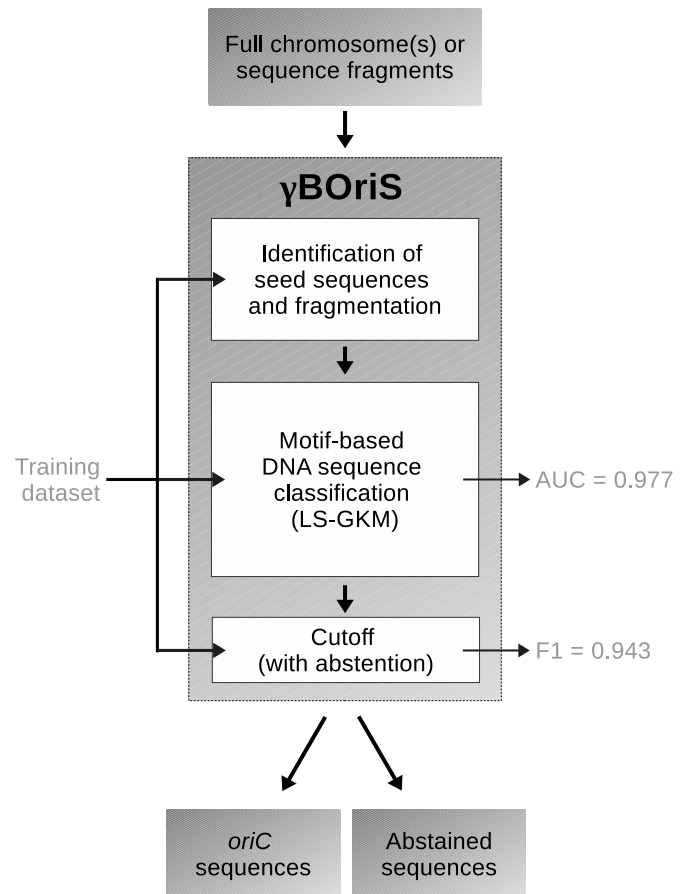 Full chromosome(s) or
sequence fragments
γBOriS
Identification of
seed sequences
and fragmentation
Training
dataset
Motif-based
DNA sequence
classification
(LS-GKM)
AUC = 0.977
Cutoff
(with abstention)
F1 = 0.943
oriC
sequences
Abstained
sequences